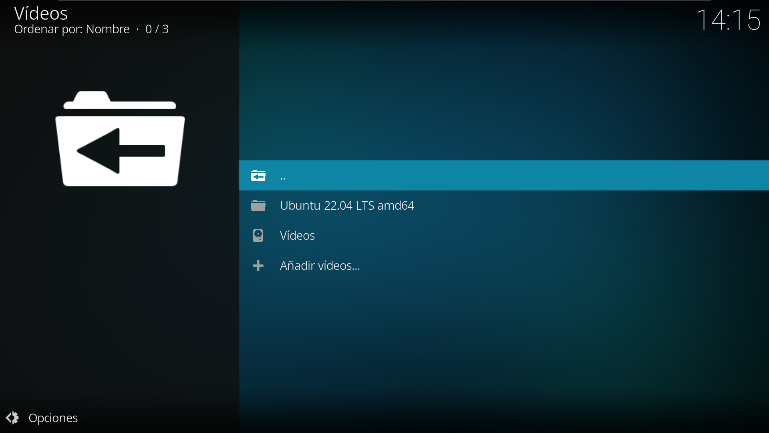 Vídeos
Ordenar por: Nombre · 0 / 3
14:15
..
Ubuntu 22.04 LTS amd64
Vídeos
Añadir vídeos...
Opciones